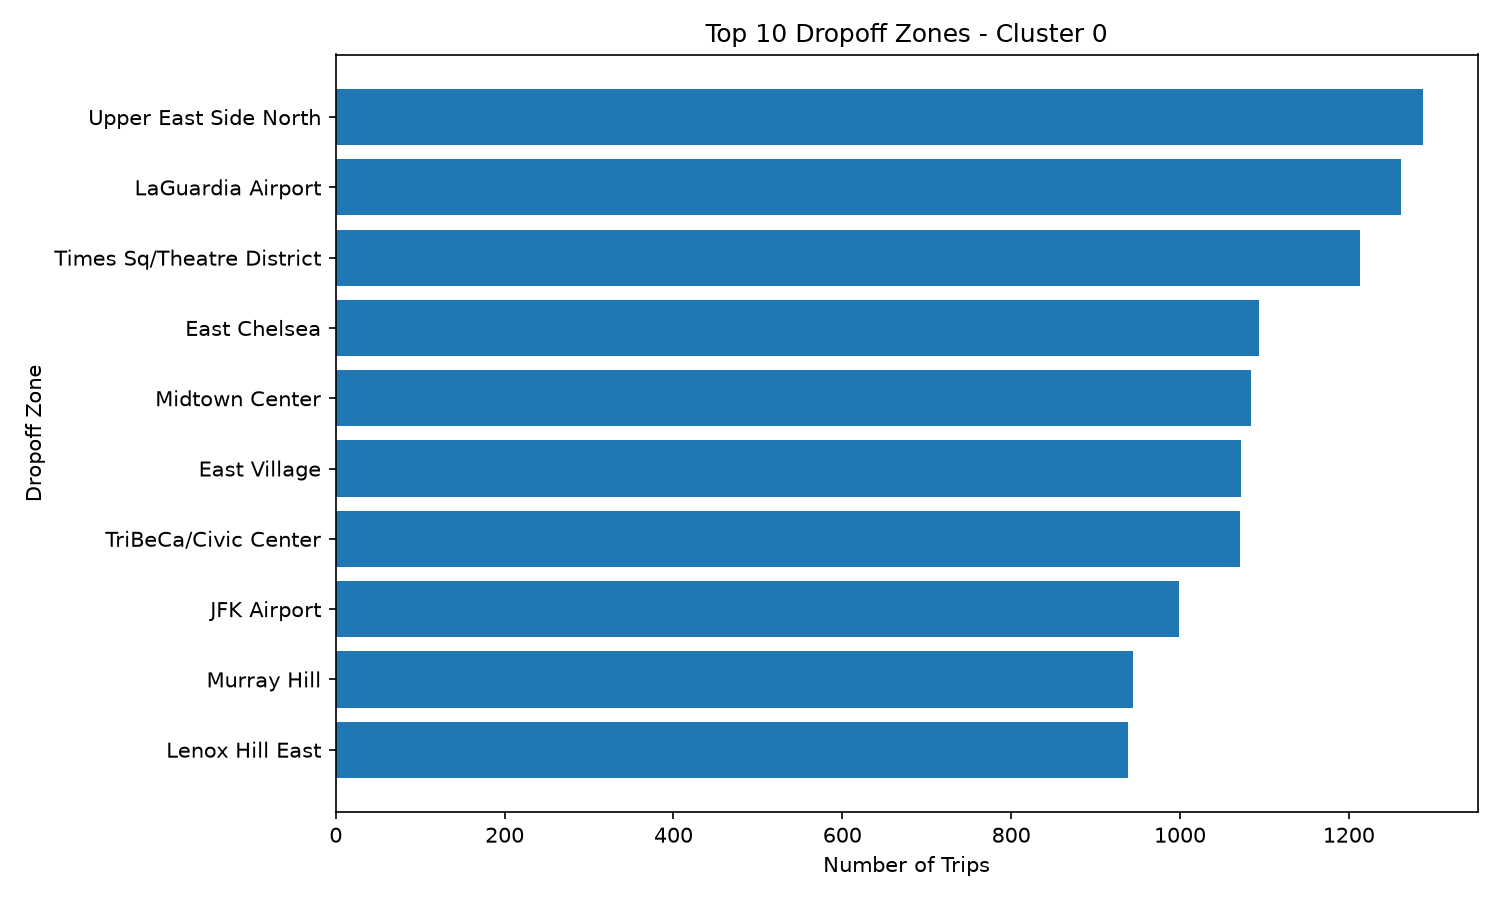 Top 10 Dropoff Zones - Cluster 0
Upper East Side North
LaGuardia Airport
Times Sq/Theatre District
East Chelsea
Midtown Center
East Village
TriBeCa/Civic Center
JFK Airport
Murray Hill
Lenox Hill East
Dropoff Zone
0 200 400 600 800 1000 1200
Number of Trips